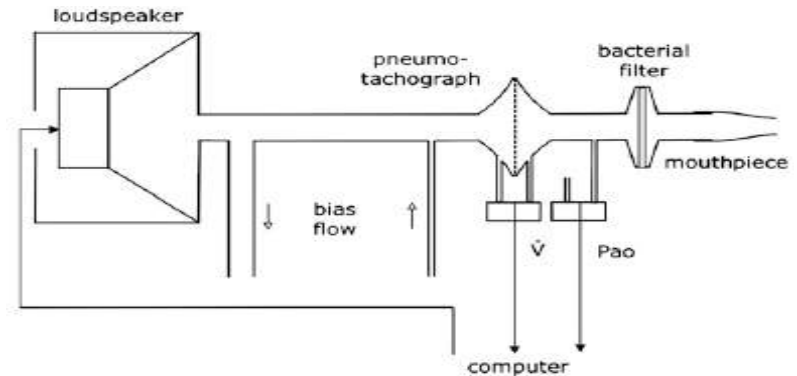 loudspeaker
pneumo-
tachograph
bacterial
filter
mouthpiece
bias
flow
V̇
Pao
computer